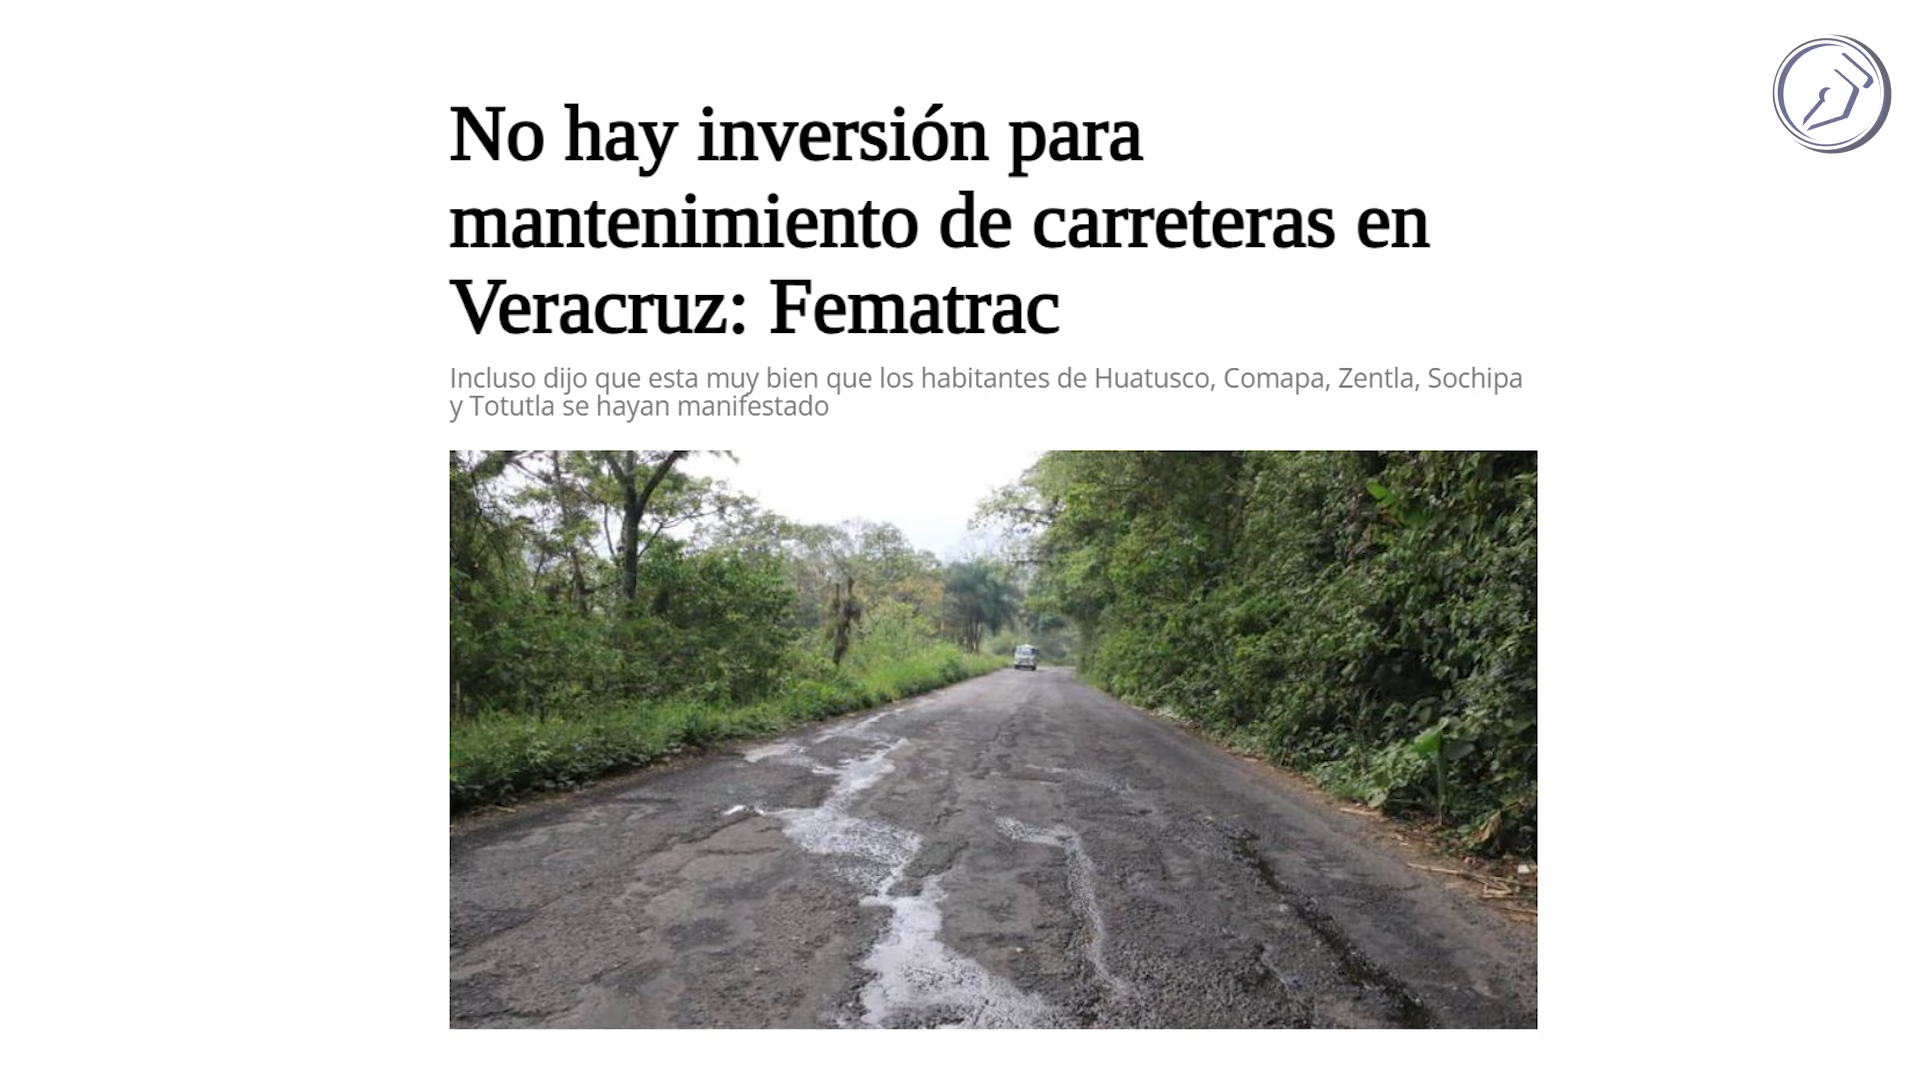 No hay inversión para
mantenimiento de carreteras en
Veracruz: Fematrac
Incluso dijo que esta muy bien que los habitantes de Huatusco, Comapa, Zentla, Sochipa
y Totutla se hayan manifestado